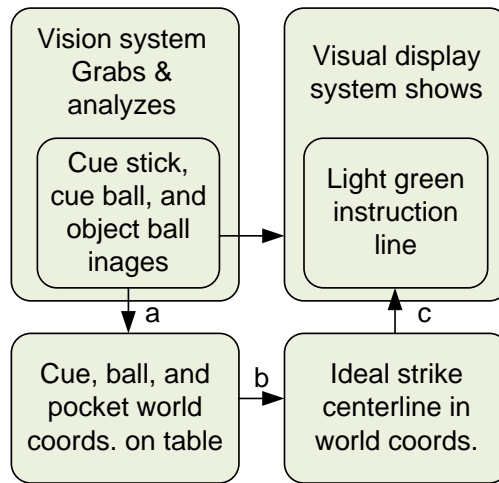 Vision system
Grabs &
analyzes
Cue stick,
cue ball, and
object ball
inages
Visual display
system shows
Light green
instruction
line
a
c
Cue, ball, and
pocket world
coords. on table
b
Ideal strike
centerline in
world coords.